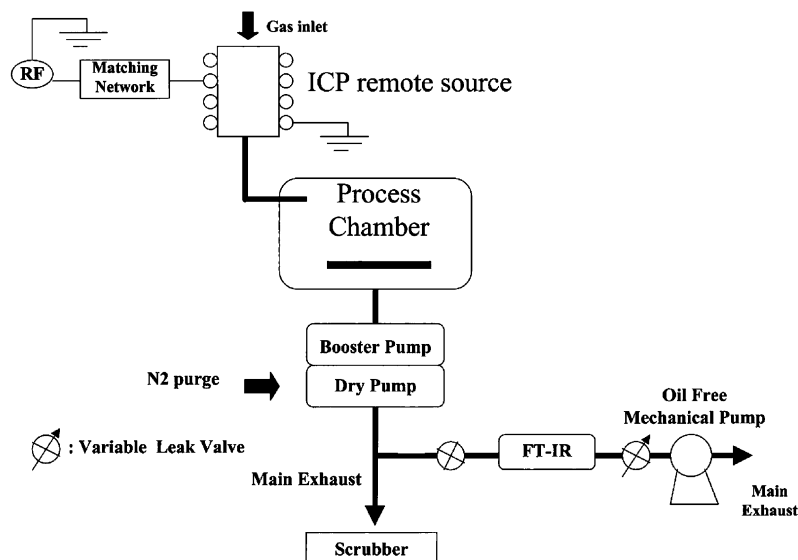 Gas inlet
RF
Matching
Network
ICP remote source
Process
Chamber
Booster Pump
N2 purge
Dry Pump
Oil Free
Mechanical Pump
: Variable Leak Valve
FT-IR
Main Exhaust
Main
Exhaust
Scrubber